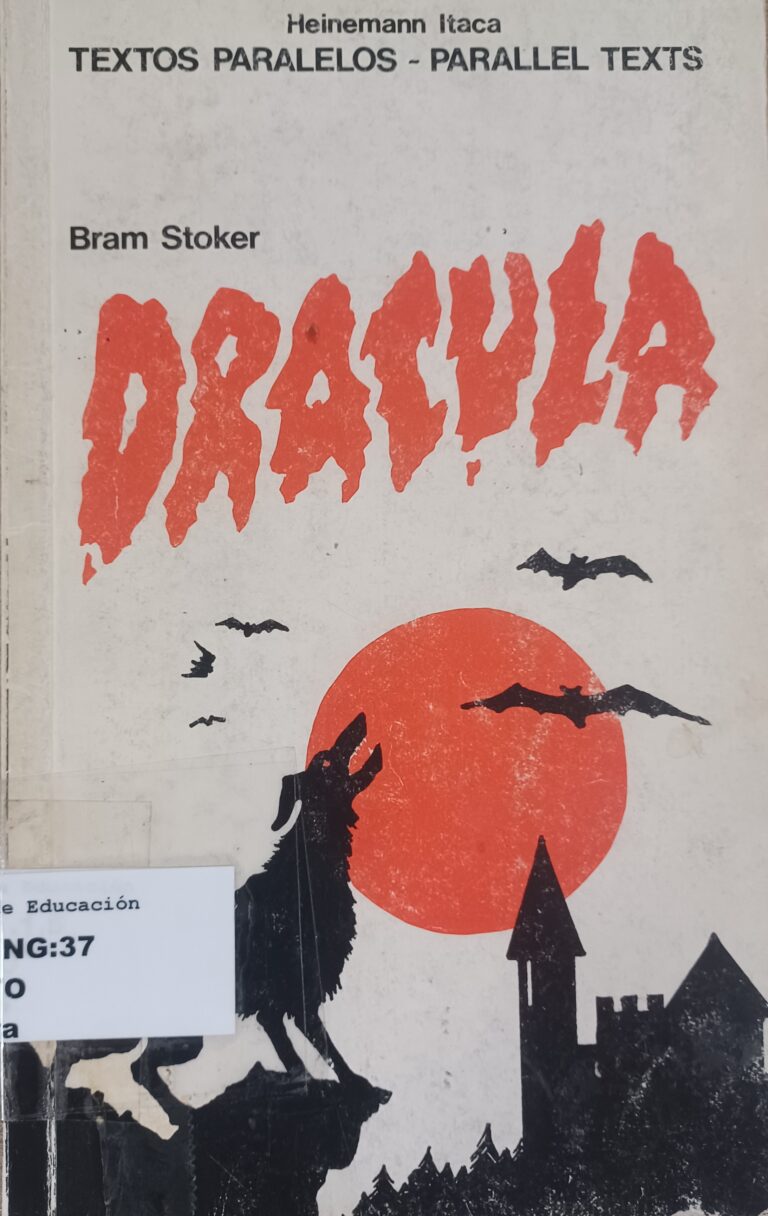 Heinemann Itaca
TEXTOS PARALELOS - PARALLEL TEXTS
Bram Stoker
DRACULA
e Educación
NG:37
O
a